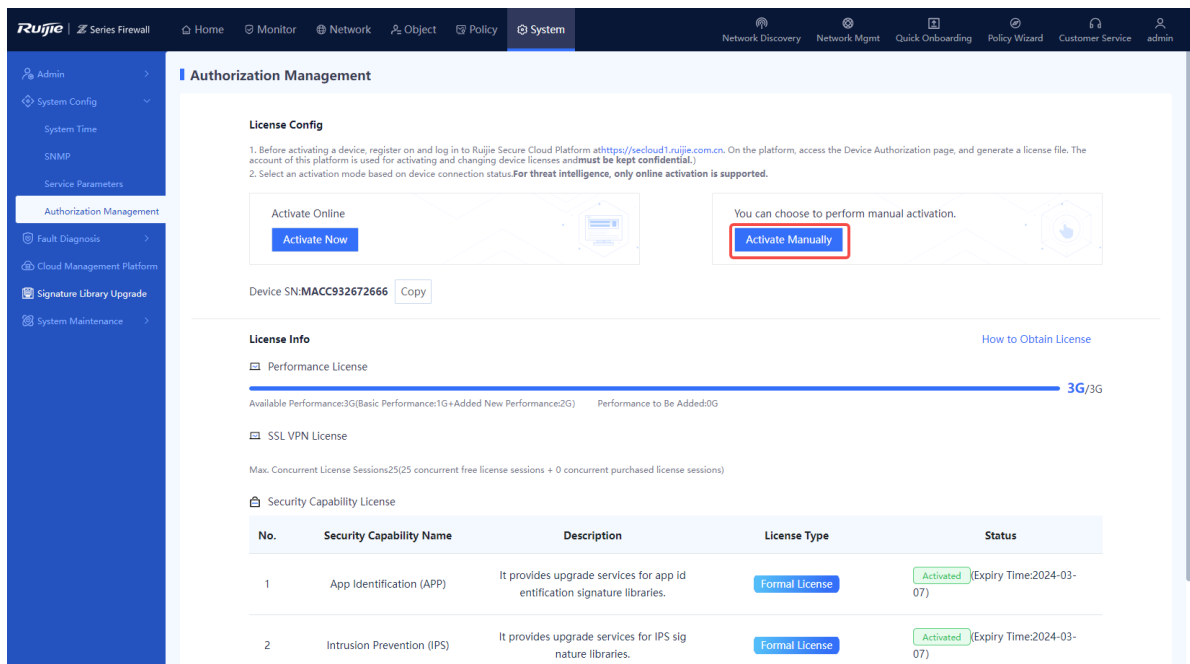 Ruijie | Z Series Firewall
Home
Monitor
Network
Object
Policy
System
Network Discovery
Network Mgmt
Quick Onboarding
Policy Wizard
Customer Service
admin
Admin
System Config
System Time
SNMP
Service Parameters
Authorization Management
Fault Diagnosis
Cloud Management Platform
Signature Library Upgrade
System Maintenance
Authorization Management
License Config
1. Before activating a device, register on and log in to Ruijie Secure Cloud Platform athttps://secloud1.ruijie.com.cn. On the platform, access the Device Authorization page, and generate a license file. The
account of this platform is used for activating and changing device licenses andmust be kept confidential.)
2. Select an activation mode based on device connection status.For threat intelligence, only online activation is supported.
Activate Online
Activate Now
You can choose to perform manual activation.
Activate Manually
Device SN:MACC932672666 Copy
License Info
How to Obtain License
Performance License
3G/3G
Available Performance:3G(Basic Performance:1G+Added New Performance:2G) Performance to Be Added:0G
SSL VPN License
Max. Concurrent License Sessions25(25 concurrent free license sessions + 0 concurrent purchased license sessions)
Security Capability License
No. Security Capability Name Description License Type Status
1 App Identification (APP) It provides upgrade services for app id
entification signature libraries. Formal License Activated (Expiry Time:2024-03-
07)
2 Intrusion Prevention (IPS) It provides upgrade services for IPS sig
nature libraries. Formal License Activated (Expiry Time:2024-03-
07)